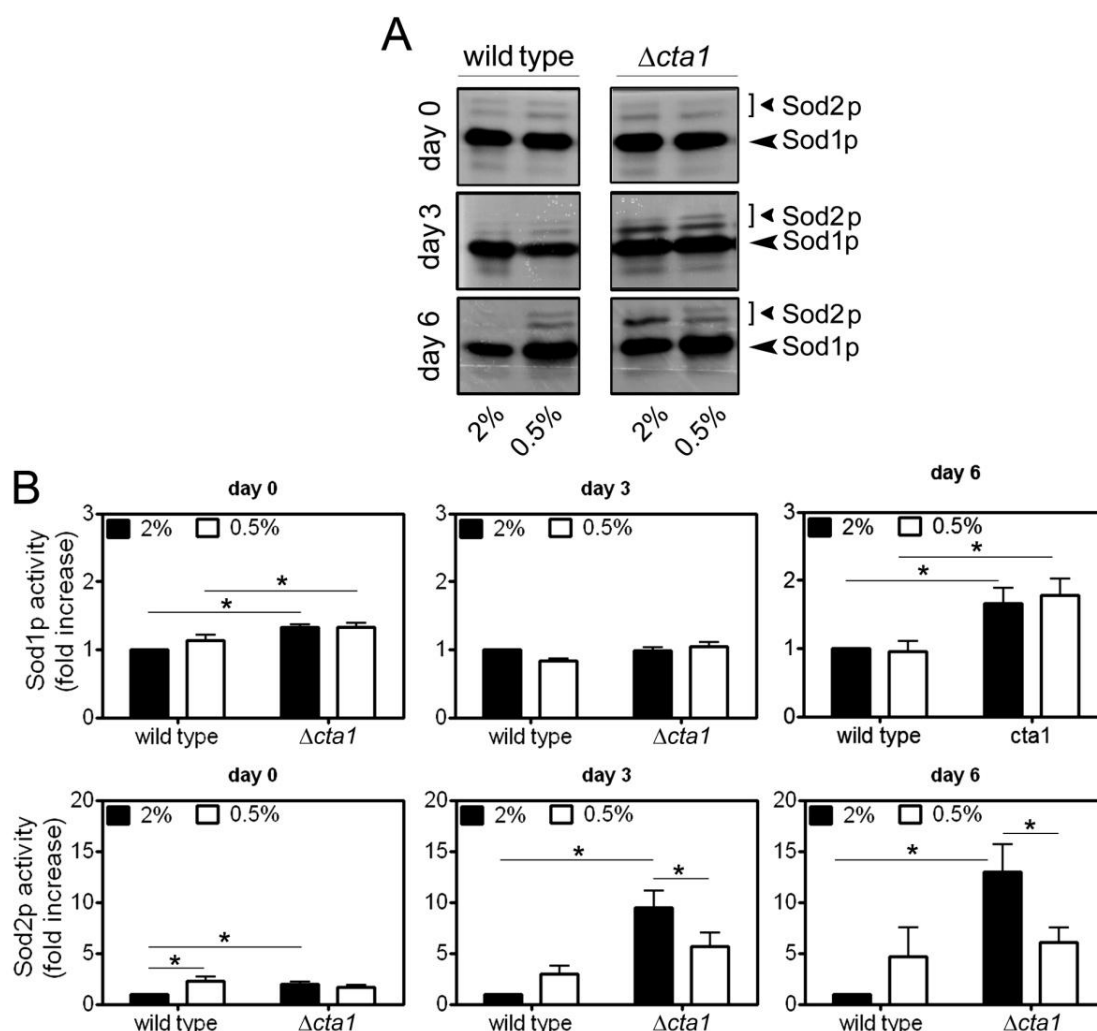 A
wild type Δcta1
day 0
Sod2p
Sod1p
day 3
Sod2p
Sod1p
day 6
Sod2p
Sod1p
2% 0.5% 2% 0.5%
B
day 0 day 3 day 6
Sod1p activity
(fold increase)
3 2% 0.5% 3 2% 0.5% 3 2% 0.5%
* * * *
2 2 2
1 1 1
0 0 0
wild type Δcta1 wild type Δcta1 wild type cta1
day 0 day 3 day 6
Sod2p activity
(fold increase)
20 2% 0.5% 20 2% 0.5% 20 2% 0.5%
15 15 15
* * * *
10 10 10
5 5 5
* *
0 0 0
wild type Δcta1 wild type Δcta1 wild type Δcta1